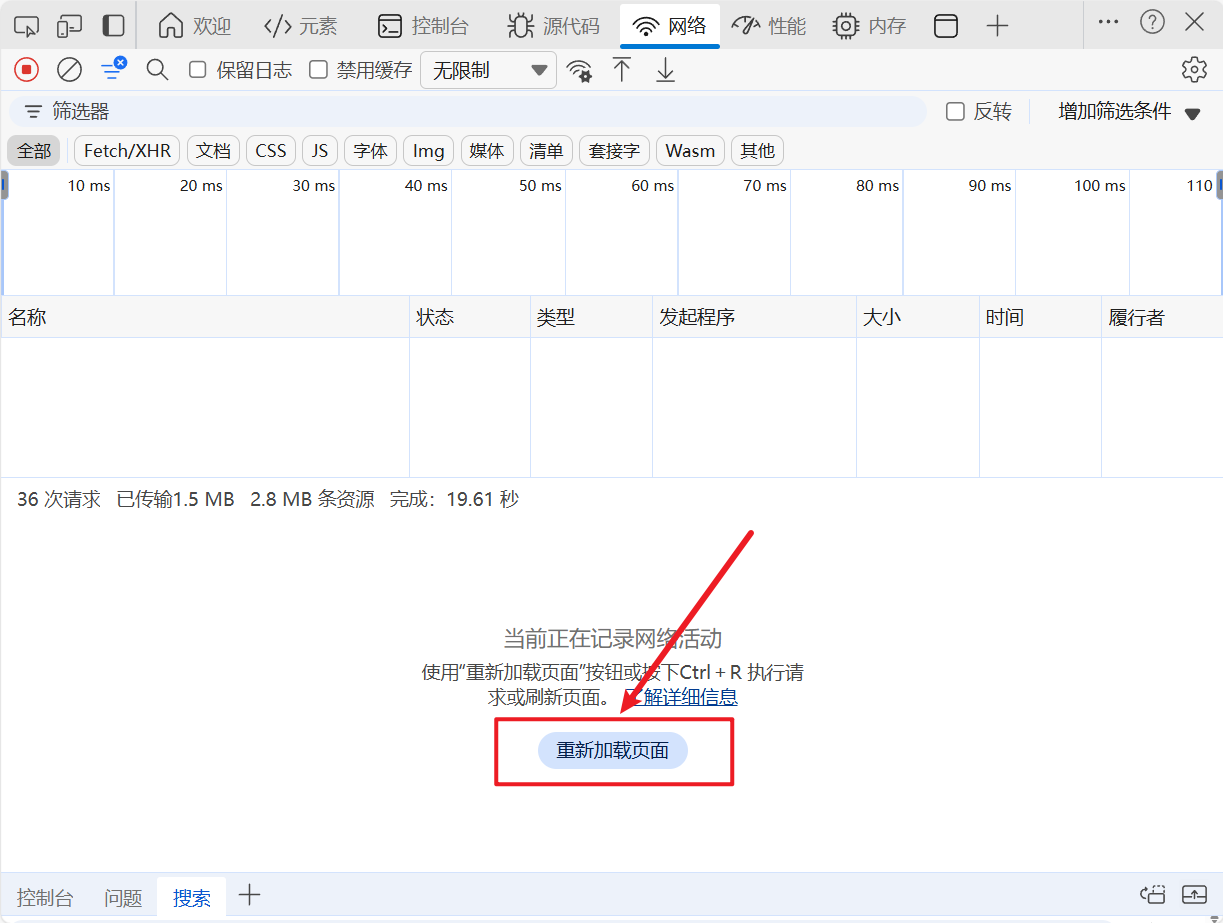 欢迎 元素 控制台 源代码 网络 性能 内存
保留日志 禁用缓存 无限制
筛选器 反转 增加筛选条件
全部 Fetch/XHR 文档 CSS JS 字体 Img 媒体 清单 套接字 Wasm 其他
10 ms 20 ms 30 ms 40 ms 50 ms 60 ms 70 ms 80 ms 90 ms 100 ms 110
名称 状态 类型 发起程序 大小 时间 履行者
36 次请求 已传输1.5 MB 2.8 MB 条资源 完成：19.61 秒
当前正在记录网络活动
使用“重新加载页面”按钮或按下Ctrl + R 执行请
求或刷新页面。 了解详细信息
重新加载页面
控制台 问题 搜索